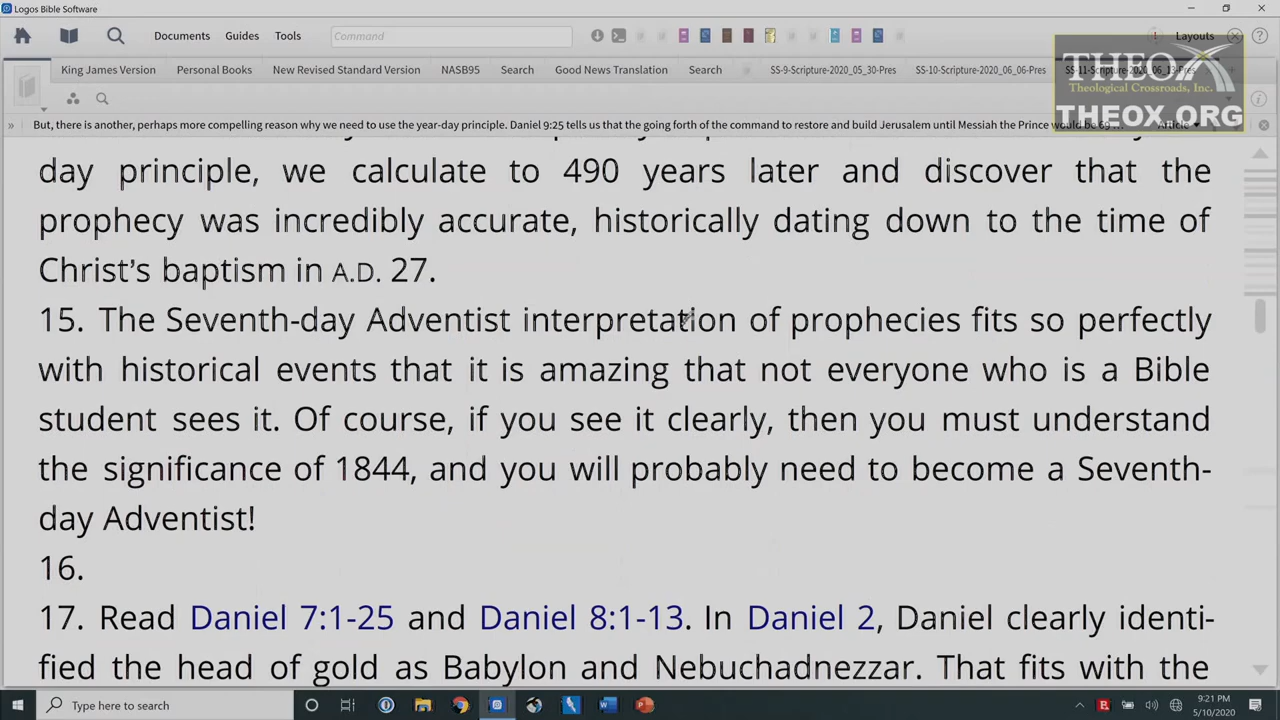 Logos Bible Software
Documents Guides Tools Command Layouts
King James Version Personal Books New Revised Standard NASB95 Search Good News Translation Search SS-9-Scripture-2020_05_30-Pres SS-10-Scripture-2020_06_06-Pres SS-11-Scripture-2020_06_13-Pres
THEOX
Theological Crossroads, Inc.
THEOX.ORG
» But, there is another, perhaps more compelling reason why we need to use the year-day principle. Daniel 9:25 tells us that the going forth of the command to restore and build Jerusalem until Messiah the Prince would be 69 ... Article
day principle, we calculate to 490 years later and discover that the
prophecy was incredibly accurate, historically dating down to the time of
Christ's baptism in A.D. 27.
15. The Seventh-day Adventist interpretation of prophecies fits so perfectly
with historical events that it is amazing that not everyone who is a Bible
student sees it. Of course, if you see it clearly, then you must understand
the significance of 1844, and you will probably need to become a Seventh-
day Adventist!
16.
17. Read Daniel 7:1-25 and Daniel 8:1-13. In Daniel 2, Daniel clearly identi-
fied the head of gold as Babylon and Nebuchadnezzar. That fits with the
Type here to search
9:21 PM
5/10/2020